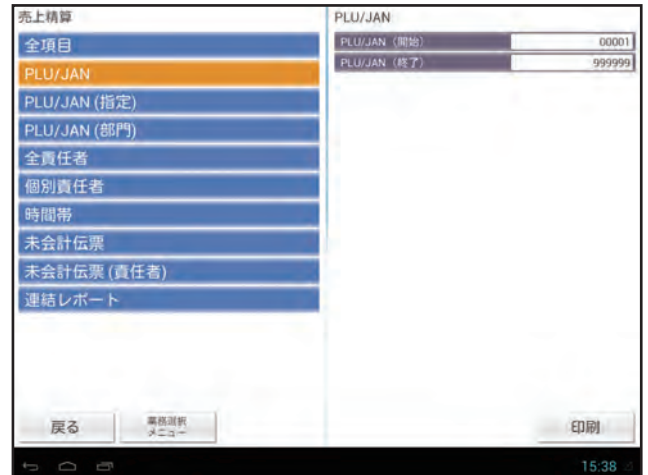 売上精算
全項目
PLU/JAN
PLU/JAN (指定)
PLU/JAN (部門)
全責任者
個別責任者
時間帯
未会計伝票
未会計伝票 (責任者)
連結レポート
戻る
業務選択
メニュー
PLU/JAN
PLU/JAN (開始) 00001
PLU/JAN (終了) 999999
印刷
15:38